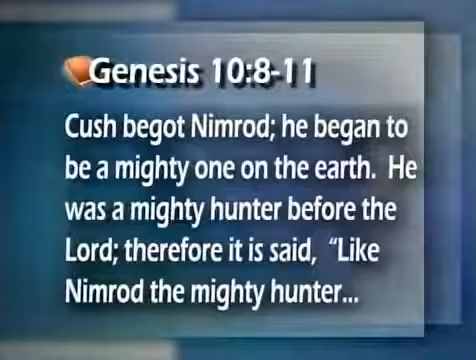 Genesis 10:8-11
Cush begot Nimrod; he began to
be a mighty one on the earth.  He
was a mighty hunter before the
Lord; therefore it is said,  “Like
Nimrod the mighty hunter...